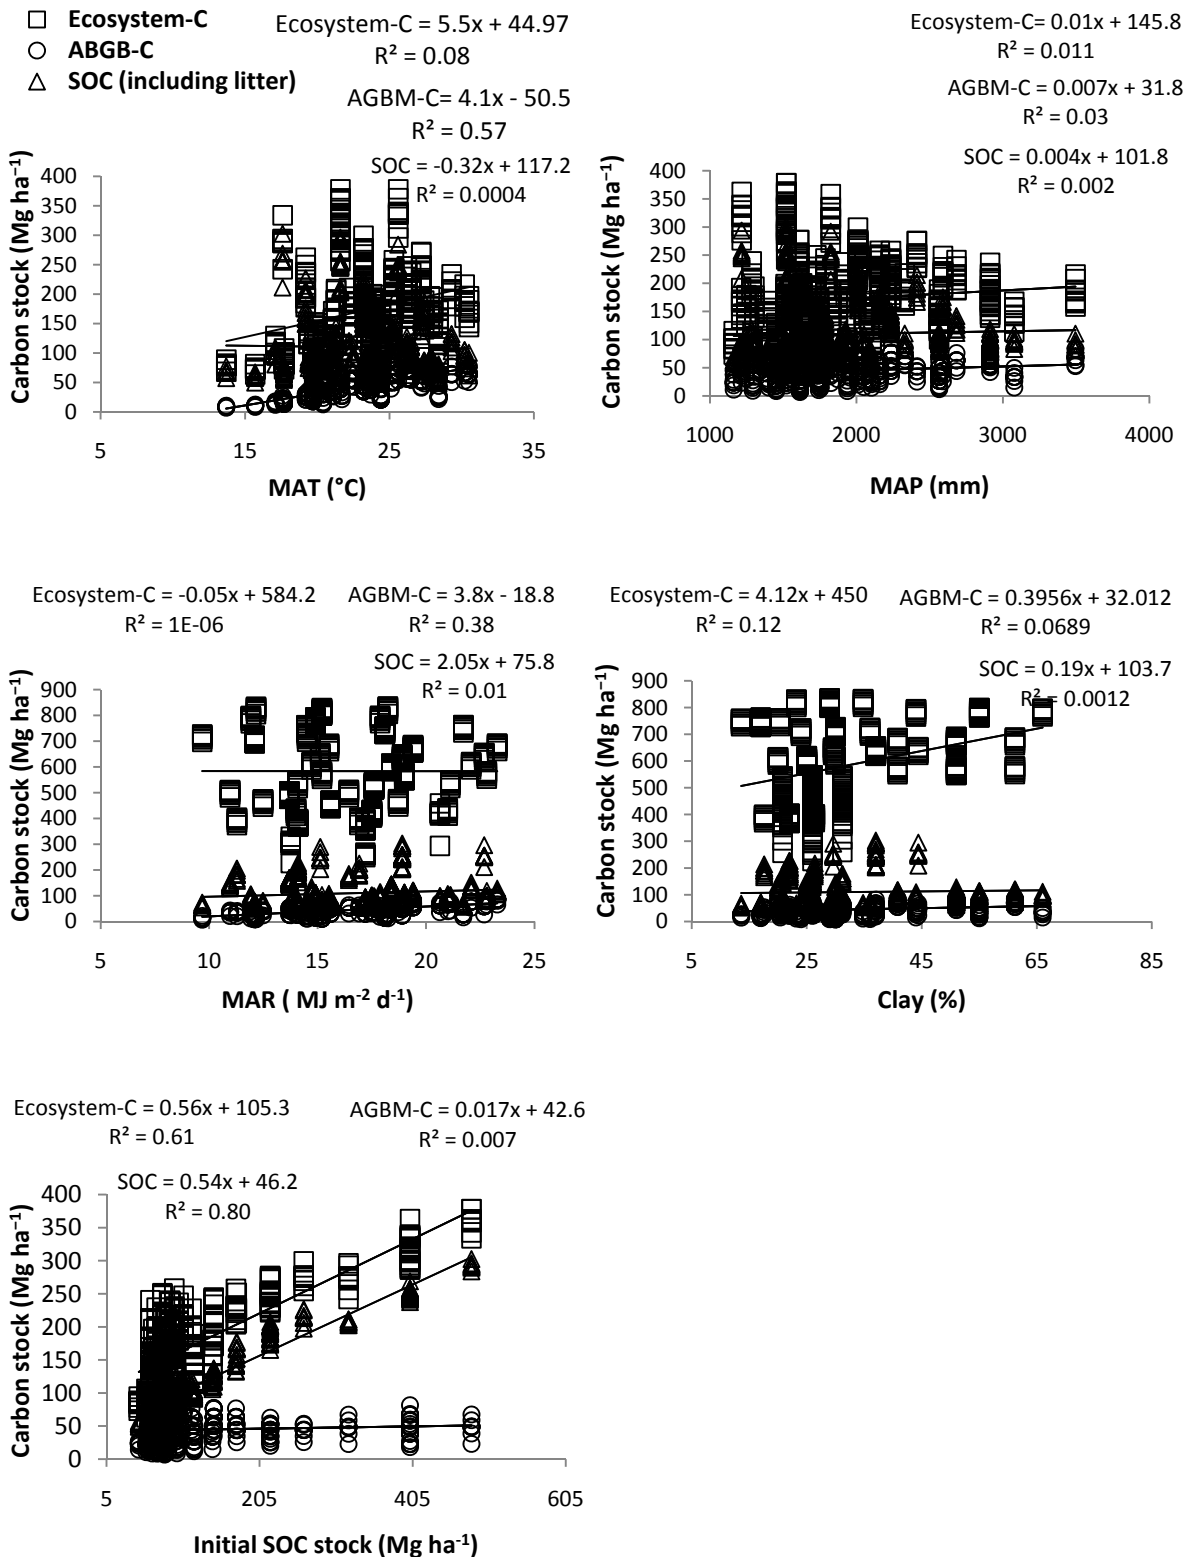 Ecosystem-C
ABGB-C
SOC (including litter)
Ecosystem-C = 5.5x + 44.97
R² = 0.08
AGBM-C= 4.1x - 50.5
R² = 0.57
SOC = -0.32x + 117.2
R² = 0.0004
Carbon stock (Mg ha⁻¹)
400
350
300
250
200
150
100
50
0
5
15
25
35
MAT (°C)
Ecosystem-C= 0.01x + 145.8
R² = 0.011
AGBM-C = 0.007x + 31.8
R² = 0.03
SOC = 0.004x + 101.8
R² = 0.002
Carbon stock (Mg ha⁻¹)
400
350
300
250
200
150
100
50
0
1000
2000
3000
4000
MAP (mm)
Ecosystem-C = -0.05x + 584.2
R² = 1E-06
AGBM-C = 3.8x - 18.8
R² = 0.38
SOC = 2.05x + 75.8
R² = 0.01
Carbon stock (Mg ha⁻¹)
900
800
700
600
500
400
300
200
100
0
5
10
15
20
25
MAR ( MJ m⁻² d⁻¹)
Ecosystem-C = 4.12x + 450
R² = 0.12
AGBM-C = 0.3956x + 32.012
R² = 0.0689
SOC = 0.19x + 103.7
R² = 0.0012
Carbon stock (Mg ha⁻¹)
900
800
700
600
500
400
300
200
100
0
5
25
45
65
85
Clay (%)
Ecosystem-C = 0.56x + 105.3
R² = 0.61
AGBM-C = 0.017x + 42.6
R² = 0.007
SOC = 0.54x + 46.2
R² = 0.80
Carbon stock (Mg ha⁻¹)
400
350
300
250
200
150
100
50
0
5
205
405
605
Initial SOC stock (Mg ha⁻¹)